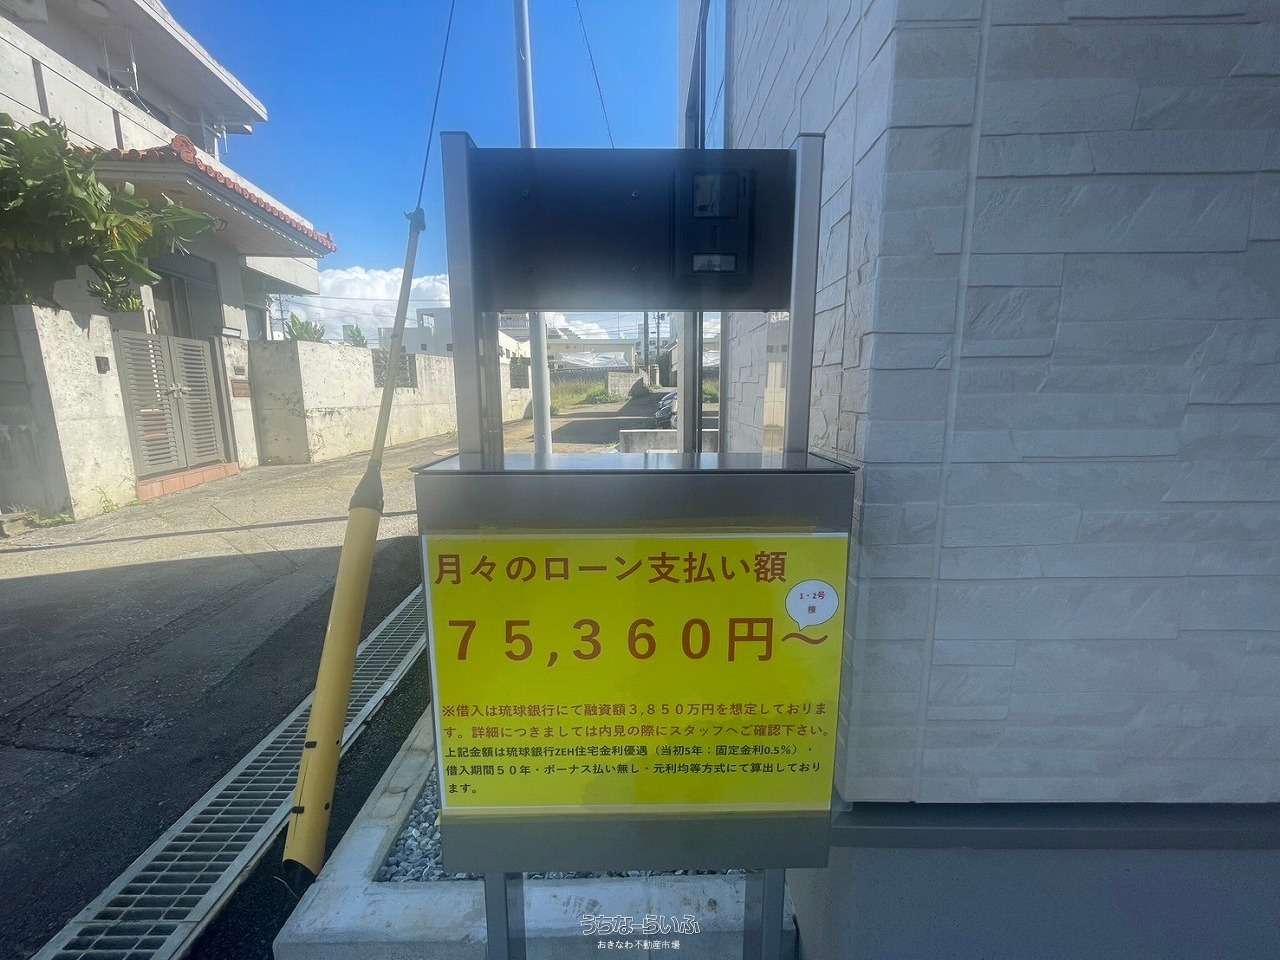 月々のローン支払い額
1・2号
棟
７５,３６０円～
※借入は琉球銀行にて融資額３,８５０万円を想定しておりま
す。詳細につきましては内見の際にスタッフへご確認下さい。
上記金額は琉球銀行ZEH住宅金利優遇（当初5年：固定金利0.5%）・
借入期間５０年・ボーナス払い無し・元利均等方式にて算出しており
ます。
うちなーらいふ
おきなわ不動産市場